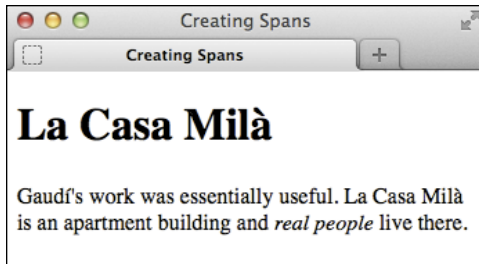 Creating Spans
Creating Spans
La Casa Milà
Gaudí's work was essentially useful. La Casa Milà
is an apartment building and real people live there.